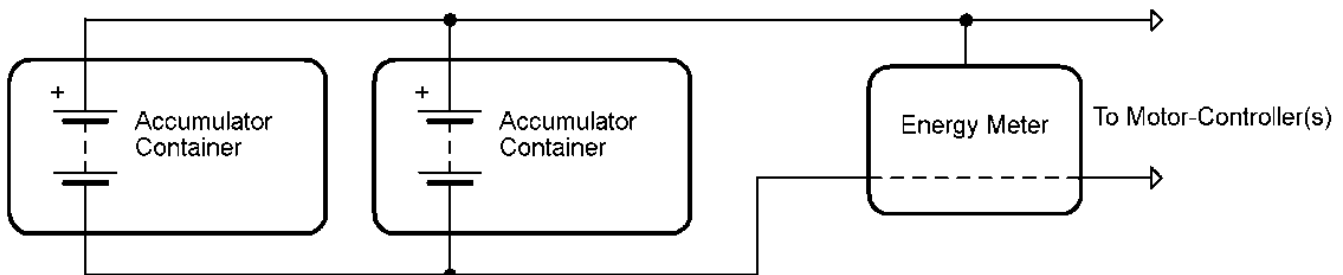 +
Accumulator
Container
+
Accumulator
Container
Energy Meter
To Motor-Controller(s)